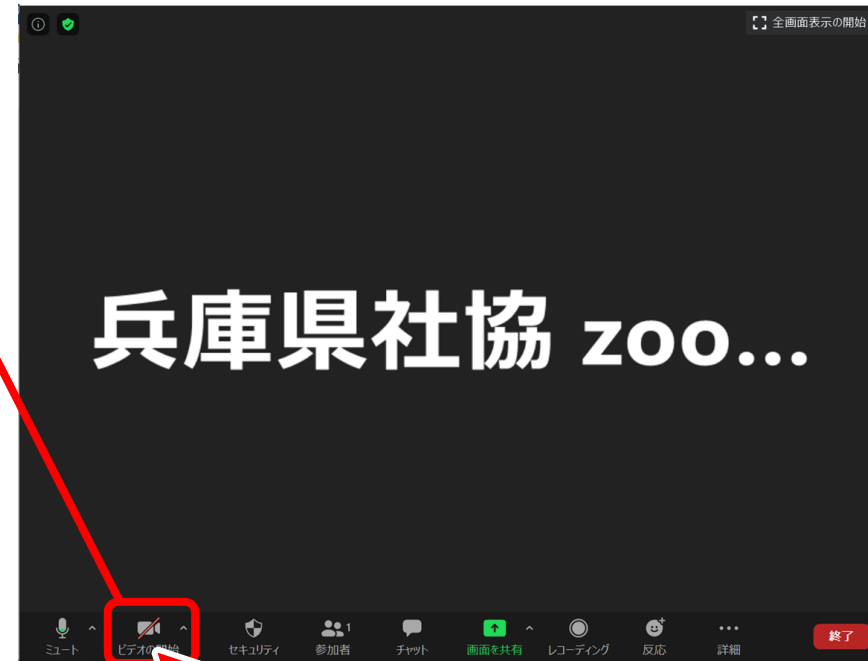 全画面表示の開始
兵庫県社協 zoo...
1
ミュート
ビデオの開始
セキュリティ
参加者
チャット
画面を共有
レコーディング
反応
詳細
終了